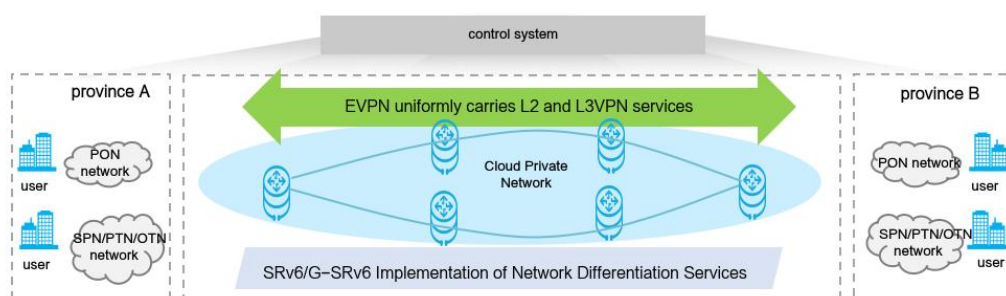 control system
province A
EVPN uniformly carries L2 and L3VPN services
province B
PON
network
user
Cloud Private
Network
PON network
user
SPN/PTN/OTN
network
user
SPN/PTN/OTN
network
user
SRv6/G-SRv6 Implementation of Network Differentiation Services